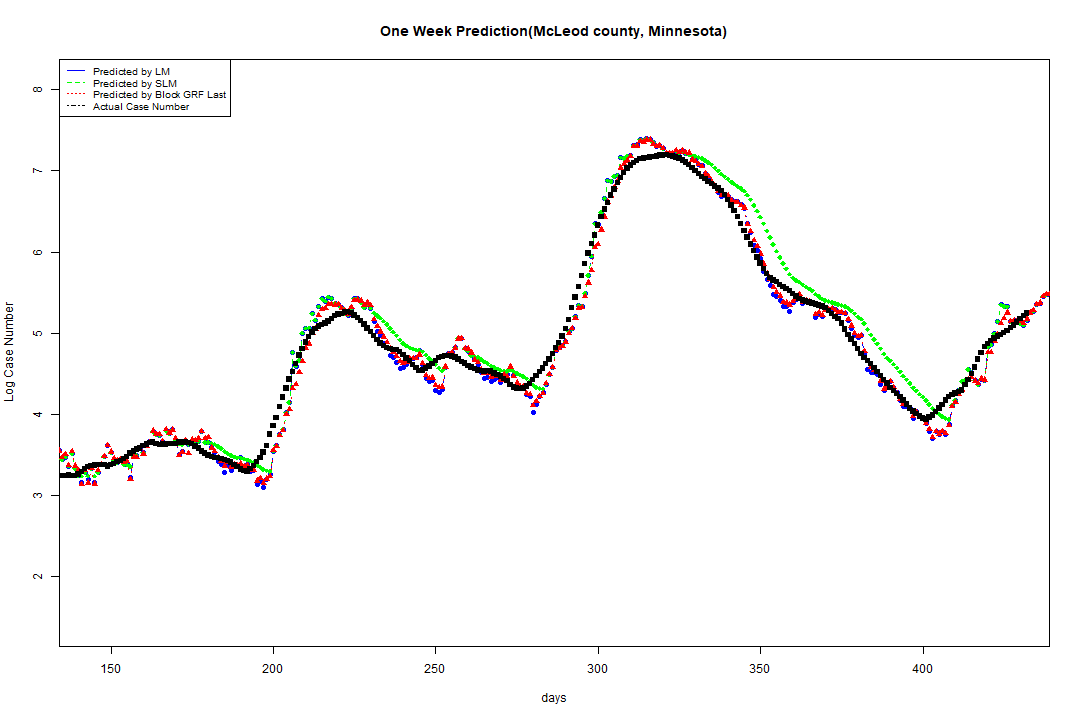 One Week Prediction(McLeod county, Minnesota)
Predicted by LM
Predicted by SLM
Predicted by Block GRF Last
Actual Case Number
8
7
6
5
4
3
2
Log Case Number
150 200 250 300 350 400
days